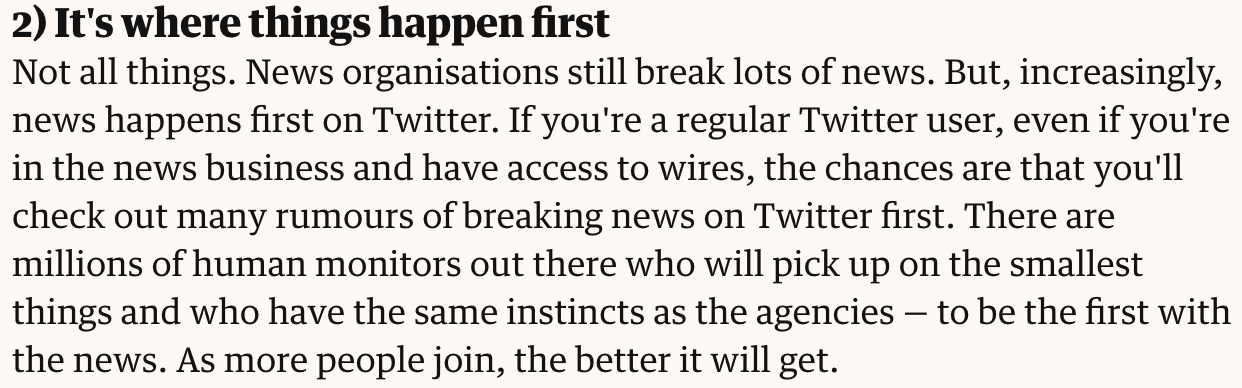 2) It's where things happen first
Not all things. News organisations still break lots of news. But, increasingly,
news happens first on Twitter. If you're a regular Twitter user, even if you're
in the news business and have access to wires, the chances are that you'll
check out many rumours of breaking news on Twitter first. There are
millions of human monitors out there who will pick up on the smallest
things and who have the same instincts as the agencies — to be the first with
the news. As more people join, the better it will get.